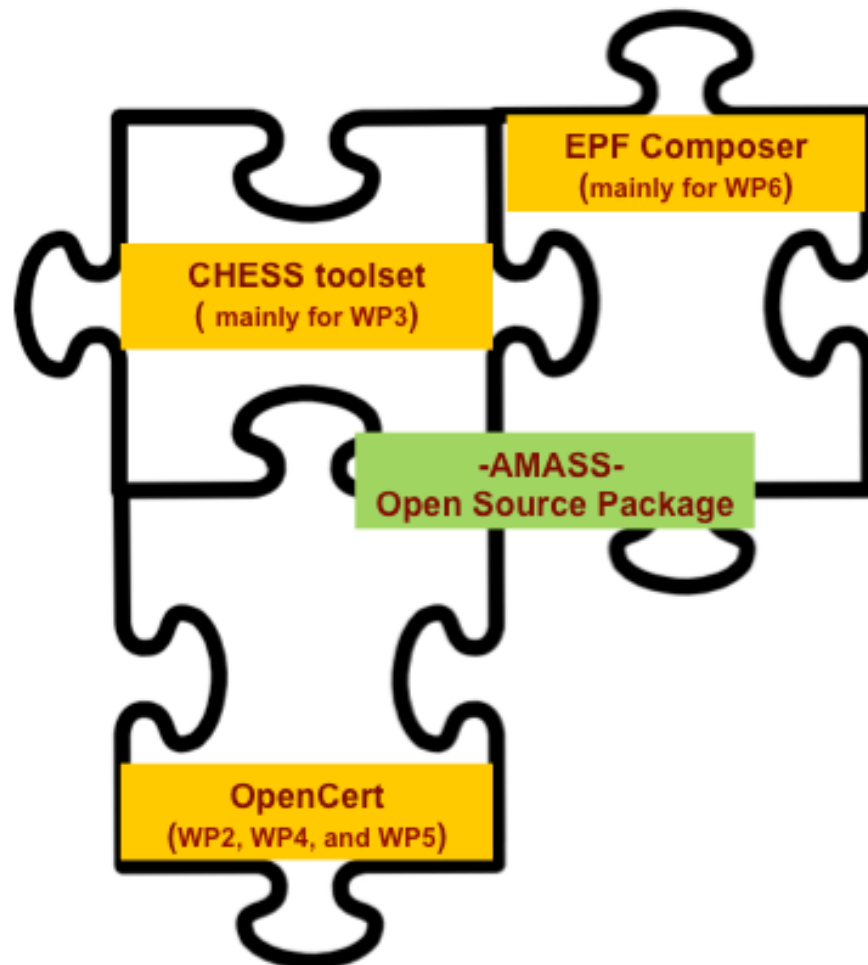 EPF Composer
(mainly for WP6)
CHESS toolset
( mainly for WP3)
-AMASS-
Open Source Package
OpenCert
(WP2, WP4, and WP5)